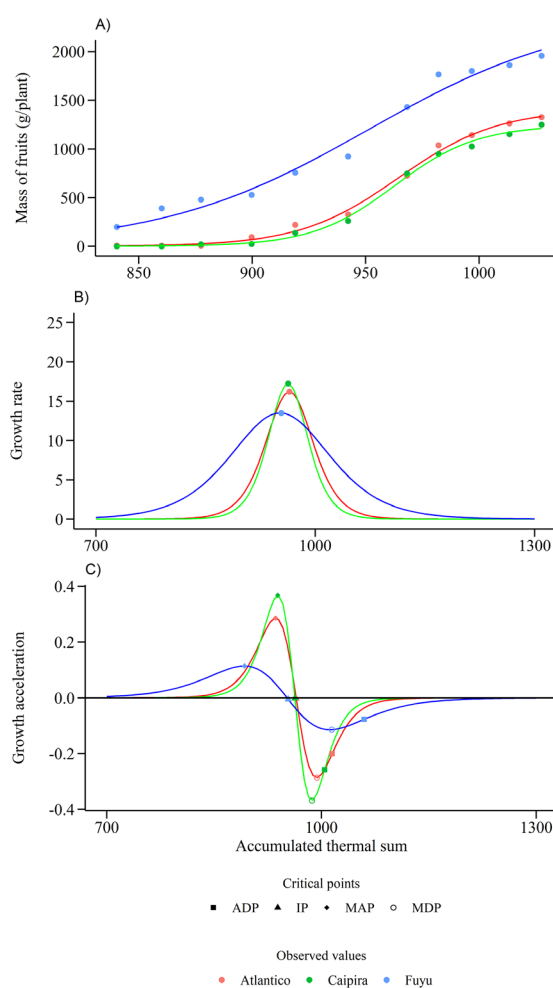 A)
Mass of fruits (g/plant)
2000
1500
1000
500
0
850 900 950 1000
B)
Growth rate
25
20
15
10
5
0
700 1000 1300
C)
Growth acceleration
0.4
0.2
0.0
-0.2
-0.4
700 1000 1300
Accumulated thermal sum
Critical points
ADP IP MAP MDP
Observed values
Atlantico Caipira Fuyu